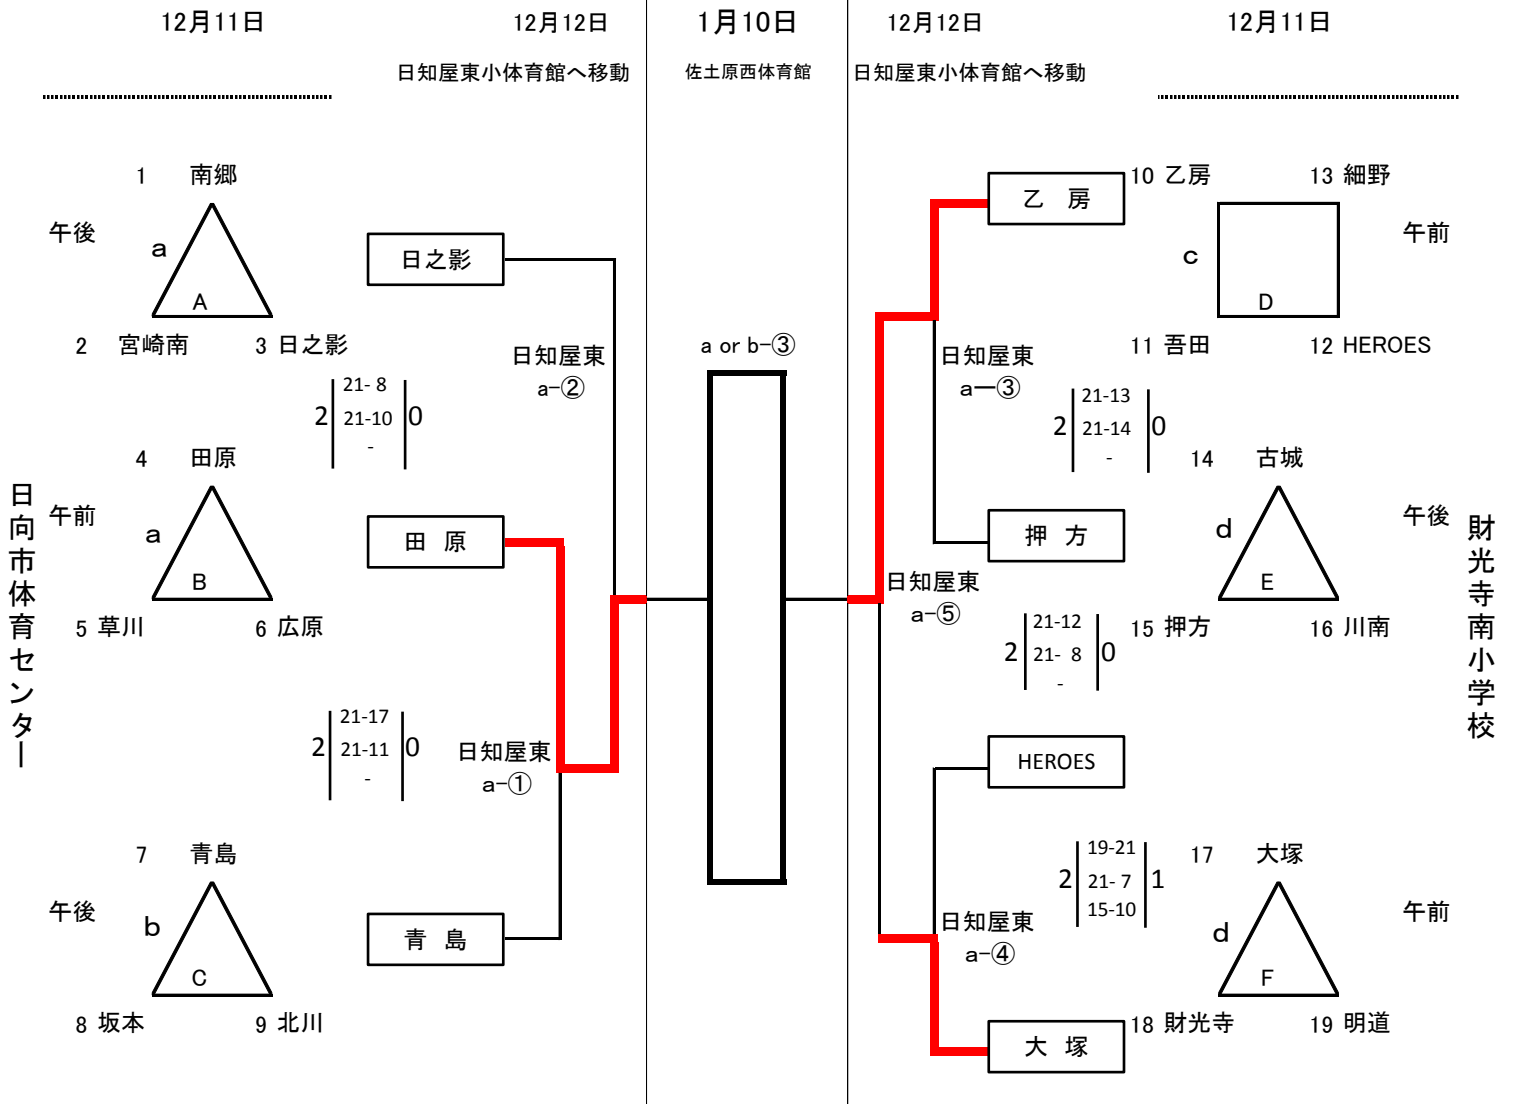 12月11日
12月12日
1月10日
12月12日
12月11日
日知屋東小体育館へ移動
佐土原西体育館
日知屋東小体育館へ移動
1 南郷
午後
a
A
2 宮崎南
3 日之影
日之影
日知屋東
a-②
21- 8
2 21-10 0
-
4 田原
午前
a
B
5 草川
6 広原
田 原
日向市体育センター
21-17
2 21-11 0
-
日知屋東
a-①
7 青島
午後
b
C
8 坂本
9 北川
青 島
a or b-③
乙 房
10 乙房
13 細野
午前
c
D
11 吾田
12 HEROES
日知屋東
a―③
21-13
2 21-14 0
-
14 古城
午後
d
E
15 押方
16 川南
押 方
財光寺南小学校
日知屋東
a-⑤
21-12
2 21- 8 0
-
HEROES
19-21
2 21- 7 1
15-10
日知屋東
a-④
17 大塚
午前
d
F
18 財光寺
19 明道
大 塚